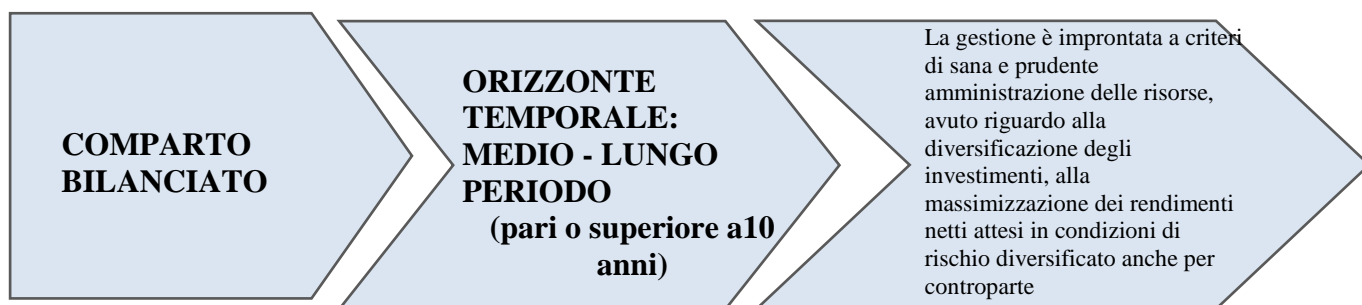 COMPARTO
BILANCIATO
ORIZZONTE
TEMPORALE:
MEDIO - LUNGO
PERIODO
(pari o superiore a10
anni)
La gestione è improntata a criteri
di sana e prudente
amministrazione delle risorse,
avuto riguardo alla
diversificazione degli
investimenti, alla
massimizzazione dei rendimenti
netti attesi in condizioni di
rischio diversificato anche per
controparte